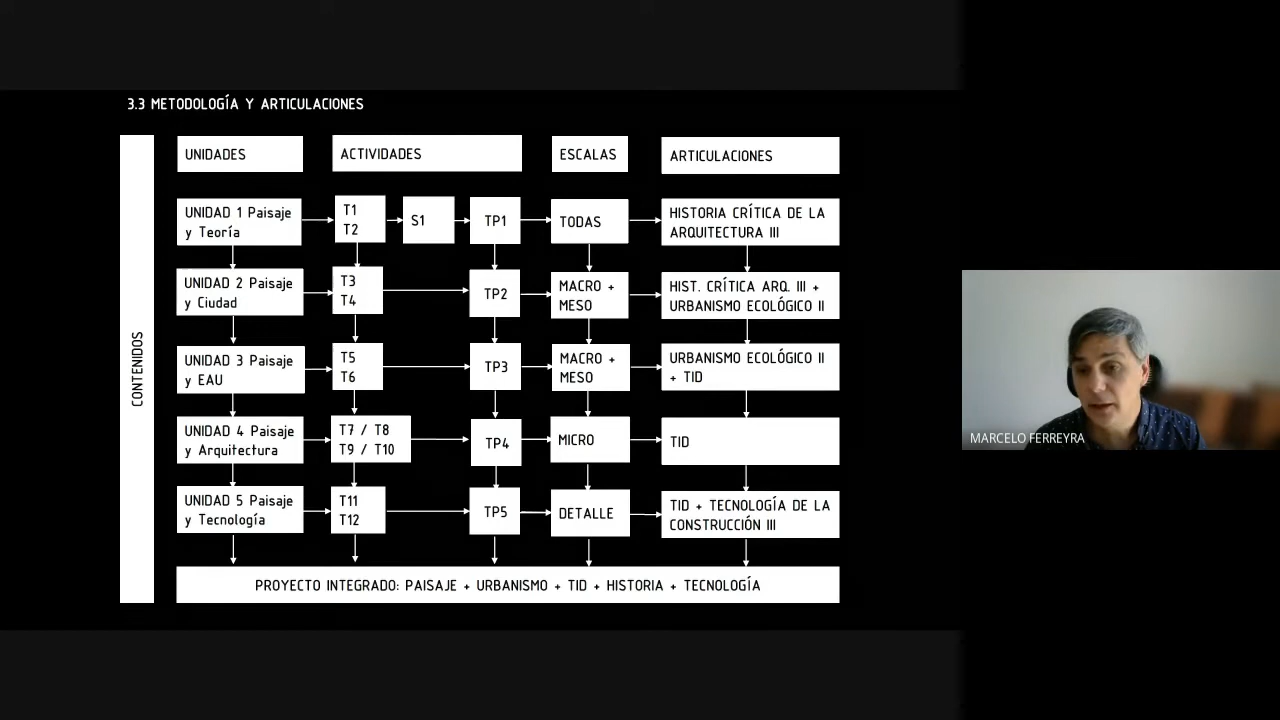 3.3 METODOLOGÍA Y ARTICULACIONES
CONTENIDOS
UNIDADES
ACTIVIDADES
ESCALAS
ARTICULACIONES
UNIDAD 1 Paisaje
y Teoría
T1
T2
S1
TP1
TODAS
HISTORIA CRÍTICA DE LA
ARQUITECTURA III
UNIDAD 2 Paisaje
y Ciudad
T3
T4
TP2
MACRO +
MESO
HIST. CRÍTICA ARQ. III +
URBANISMO ECOLÓGICO II
UNIDAD 3 Paisaje
y EAU
T5
T6
TP3
MACRO +
MESO
URBANISMO ECOLÓGICO II
+ TID
UNIDAD 4 Paisaje
y Arquitectura
T7 / T8
T9 / T10
TP4
MICRO
TID
UNIDAD 5 Paisaje
y Tecnología
T11
T12
TP5
DETALLE
TID + TECNOLOGÍA DE LA
CONSTRUCCIÓN III
PROYECTO INTEGRADO: PAISAJE + URBANISMO + TID + HISTORIA + TECNOLOGÍA
MARCELO FERREYRA